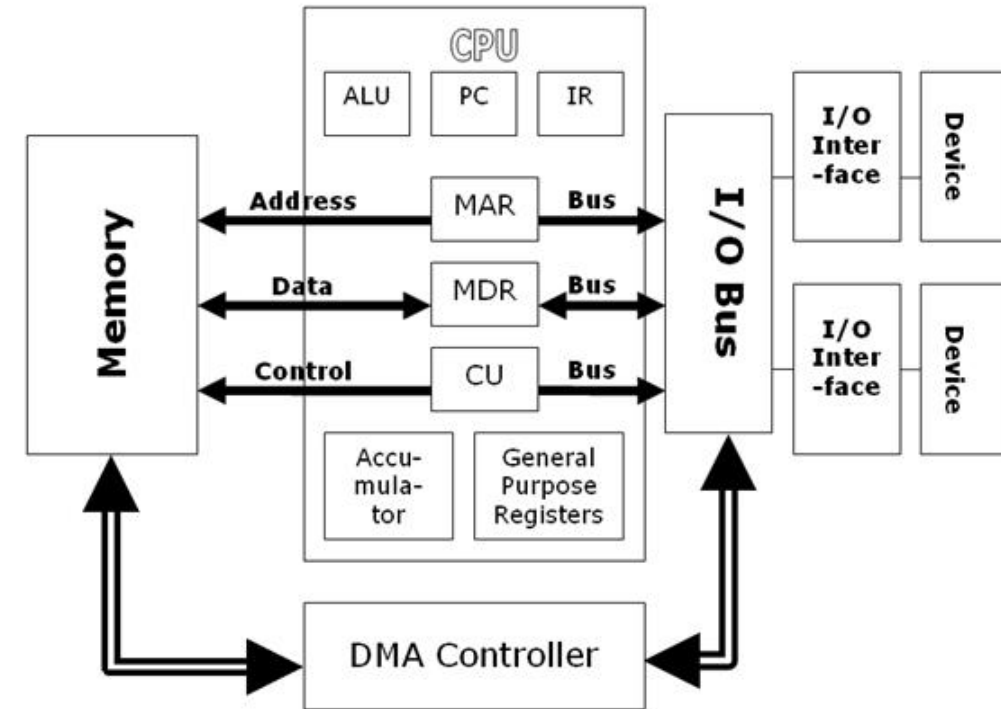 CPU
ALU
PC
IR
Memory
Address
MAR
Bus
Data
MDR
Bus
Control
CU
Bus
Accu-
mula-
tor
General
Purpose
Registers
I/O Bus
I/O
Inter
-face
Device
I/O
Inter
-face
Device
DMA Controller